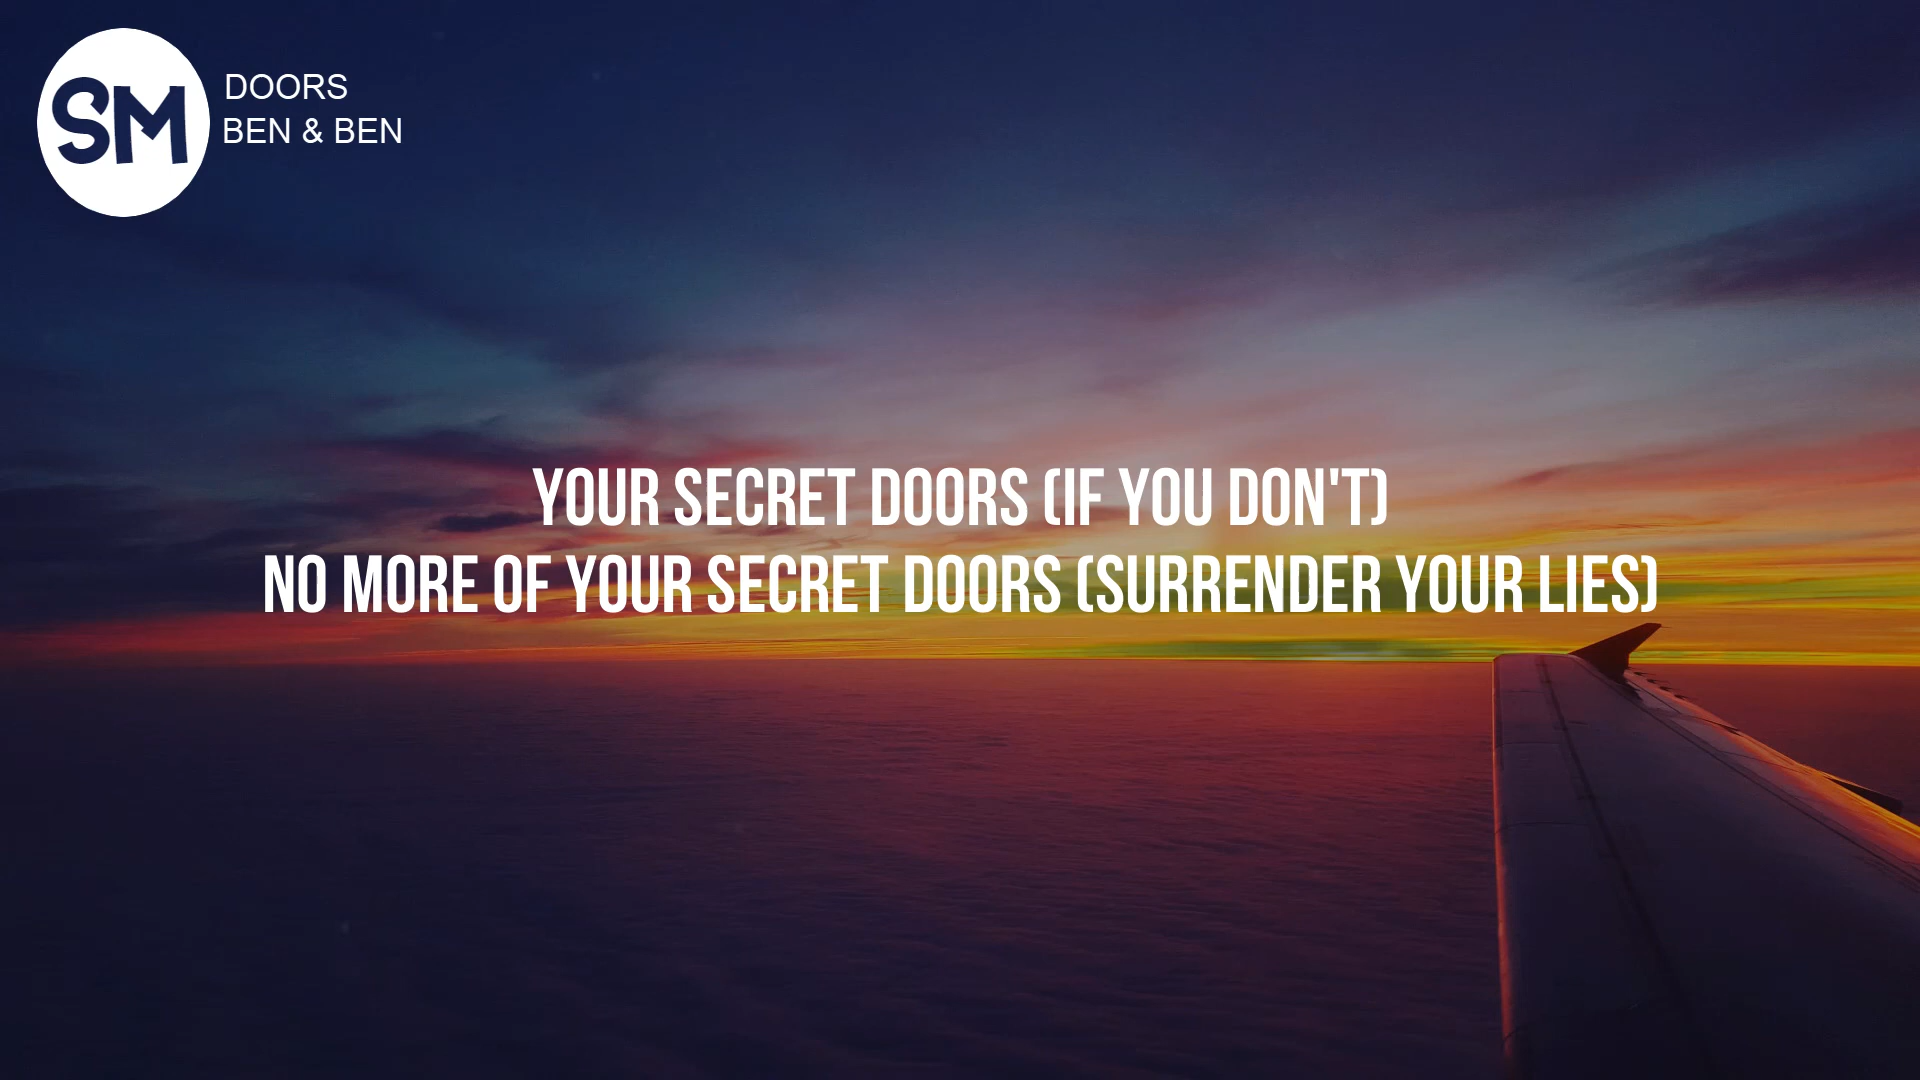 SM
DOORS
BEN & BEN
YOUR SECRET DOORS (IF YOU DON'T)
NO MORE OF YOUR SECRET DOORS (SURRENDER YOUR LIES)